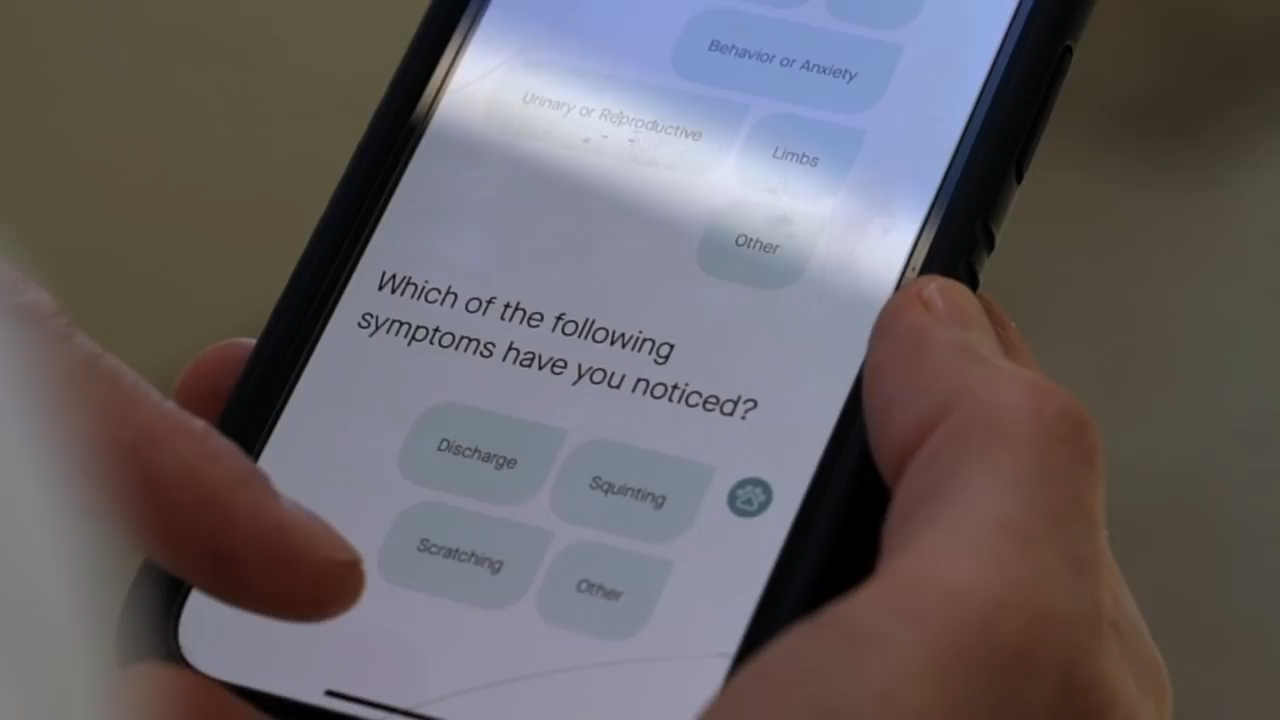 Behavior or Anxiety
Urinary or Reproductive
Limbs
Other
Which of the following
symptoms have you noticed?
Discharge
Squinting
Scratching
Other